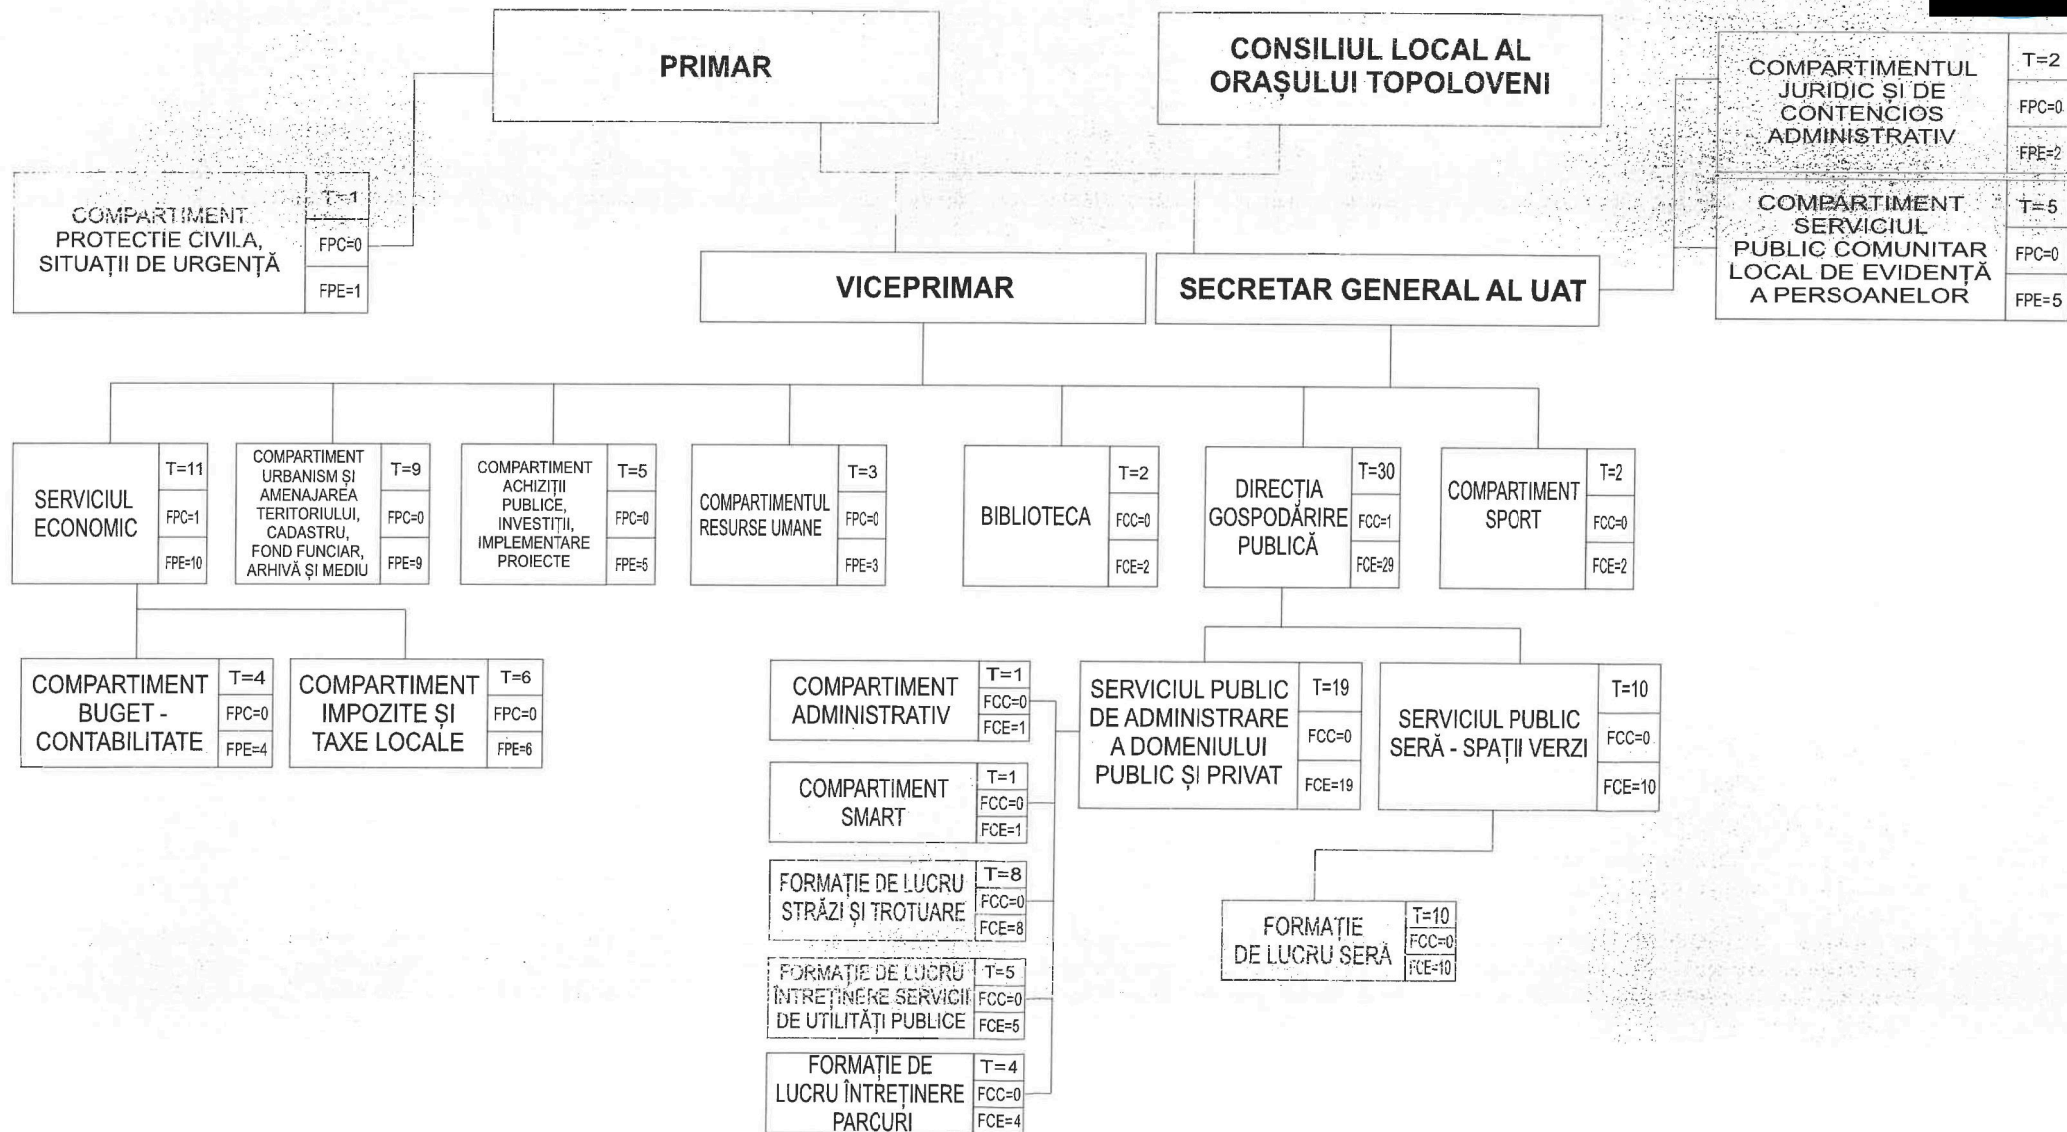 PRIMAR
CONSILIUL LOCAL AL
ORAȘULUI TOPOLOVENI
COMPARTIMENTUL
JURIDIC ȘI DE
CONTENCIOS
ADMINISTRATIV
T=2
FPC=0
FPE=2
COMPARTIMENT
PROTECTIE CIVILA,
SITUAȚII DE URGENȚĂ
T=1
FPC=0
FPE=1
COMPARTIMENT
SERVICIUL
PUBLIC COMUNITAR
LOCAL DE EVIDENȚĂ
A PERSOANELOR
T=5
FPC=0
FPE=5
VICEPRIMAR
SECRETAR GENERAL AL UAT
SERVICIUL
ECONOMIC
T=11
FPC=1
FPE=10
COMPARTIMENT
URBANISM ȘI
AMENAJAREA
TERITORIULUI,
CADASTRU,
FOND FUNCIAR,
ARHIVĂ ȘI MEDIU
T=9
FPC=0
FPE=9
COMPARTIMENT
ACHIZIȚII
PUBLICE,
INVESTIȚII,
IMPLEMENTARE
PROIECTE
T=5
FPC=0
FPE=5
COMPARTIMENTUL
RESURSE UMANE
T=3
FPC=0
FPE=3
BIBLIOTECA
T=2
FCC=0
FCE=2
DIRECȚIA
GOSPODĂRIRE
PUBLICĂ
T=30
FCC=1
FCE=29
COMPARTIMENT
SPORT
T=2
FCC=0
FCE=2
COMPARTIMENT
BUGET -
CONTABILITATE
T=4
FPC=0
FPE=4
COMPARTIMENT
IMPOZITE ȘI
TAXE LOCALE
T=6
FPC=0
FPE=6
COMPARTIMENT
ADMINISTRATIV
T=1
FCC=0
FCE=1
SERVICIUL PUBLIC
DE ADMINISTRARE
A DOMENIULUI
PUBLIC ȘI PRIVAT
T=19
FCC=0
FCE=19
SERVICIUL PUBLIC
SERĂ - SPAȚII VERZI
T=10
FCC=0
FCE=10
COMPARTIMENT
SMART
T=1
FCC=0
FCE=1
FORMAȚIE DE LUCRU
STRĂZI ȘI TROTUARE
T=8
FCC=0
FCE=8
FORMAȚIE
DE LUCRU SERĂ
T=10
FCC=0
FCE=10
FORMAȚIE DE LUCRU
ÎNTREȚINERE SERVICII
DE UTILITĂȚI PUBLICE
T=5
FCC=0
FCE=5
FORMAȚIE DE
LUCRU ÎNTREȚINERE
PARCURI
T=4
FCC=0
FCE=4